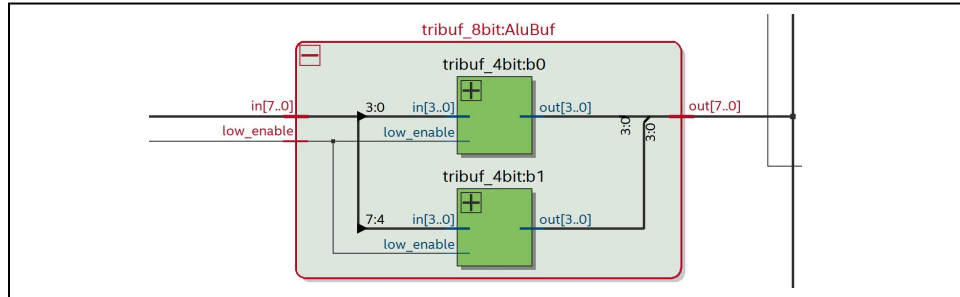 tribuf_8bit:AluBuf
tribuf_4bit:b0
in[7..0]
3:0
in[3..0]
out[3..0]
out[7..0]
low_enable
low_enable
3:0
3:0
tribuf_4bit:b1
7:4
in[3..0]
out[3..0]
low_enable